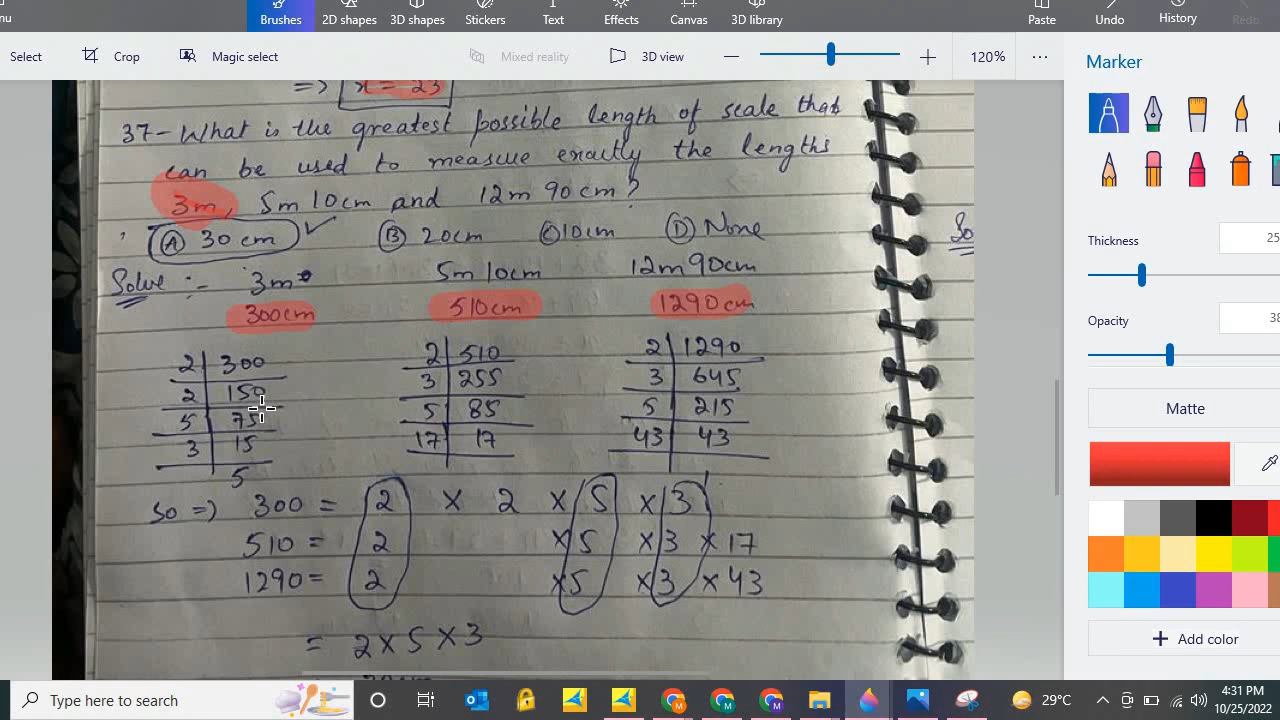 nu
Brushes 2D shapes 3D shapes Stickers Text Effects Canvas 3D library Paste Undo History Redo
Select Crop Magic select Mixed reality 3D view 120%
Marker
Thickness 25
Opacity 38
Matte
Add color
=> x = 23
37- What is the greatest possible length of scale that
can be used to measure exactly the lengths
3m, 5m 10cm and 12m 90cm?
(A) 30 cm (B) 20cm (C) 10cm (D) None
Solve :- 3m 5m 10cm 12m 90cm
300cm 510cm 1290cm
2 300 2 510 2 1290
2 150 3 255 3 645
5 75 5 85 5 215
3 15 17 17 43 43
5
so => 300 = 2 × 2 × 5 × 3
510 = 2 × 5 × 3 × 17
1290 = 2 × 5 × 3 × 43
= 2 × 5 × 3
Type here to search 29°C 4:31 PM
10/25/2022